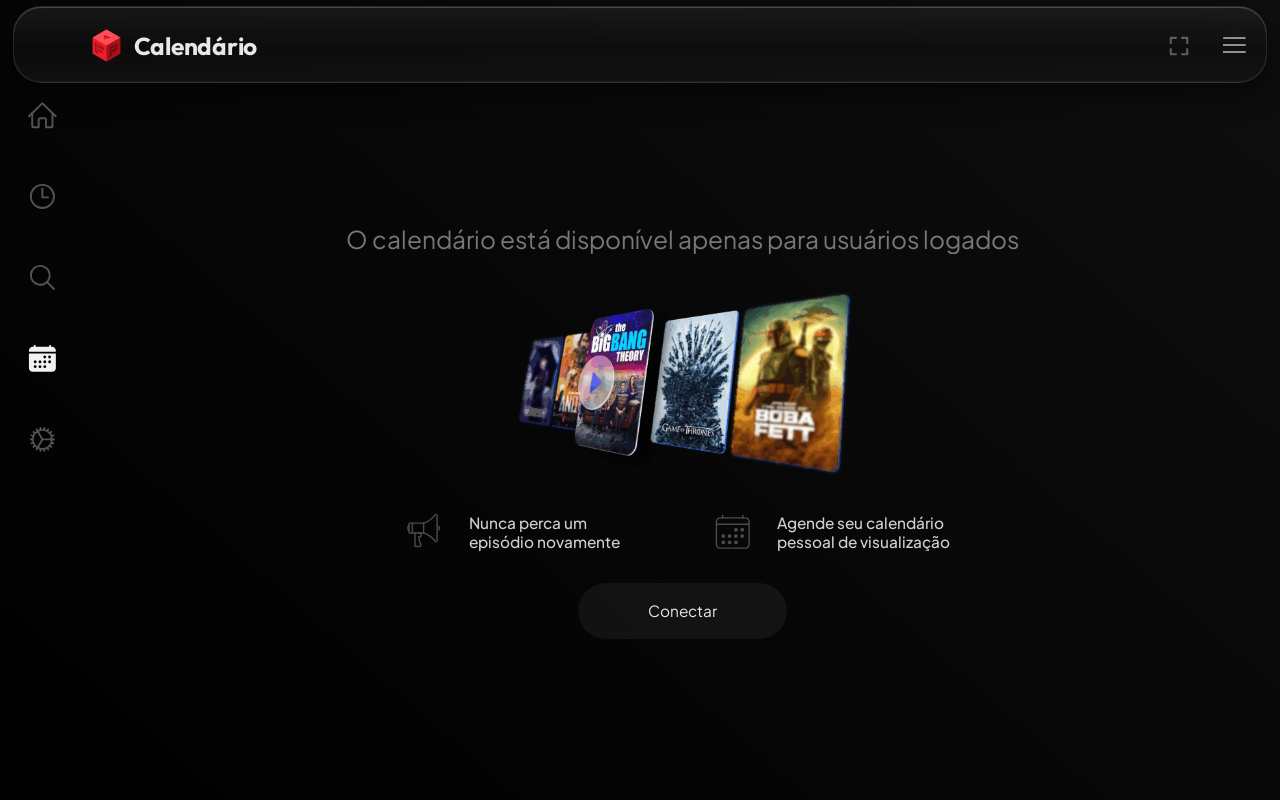 Calendário
O calendário está disponível apenas para usuários logados
the
BIG BANG
THEORY
GAME OF THRONES
BOBA
FETT
Nunca perca um
episódio novamente
Agende seu calendário
pessoal de visualização
Conectar